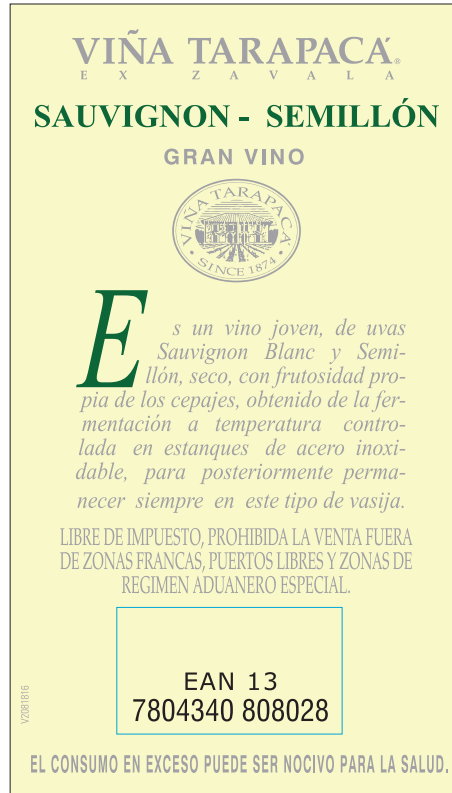 VIÑA TARAPACÁ®
EX ZAVALA
SAUVIGNON - SEMILLÓN
GRAN VINO
VIÑA TARAPACA
• SINCE 1874 •
Es un vino joven, de uvas
Sauvignon Blanc y Semi-
llón, seco, con frutosidad pro-
pia de los cepajes, obtenido de la fer-
mentación a temperatura contro-
lada en estanques de acero inoxi-
dable, para posteriormente perma-
necer siempre en este tipo de vasija.
LIBRE DE IMPUESTO, PROHIBIDA LA VENTA FUERA
DE ZONAS FRANCAS, PUERTOS LIBRES Y ZONAS DE
REGIMEN ADUANERO ESPECIAL.
EAN 13
7804340 808028
V2081816
EL CONSUMO EN EXCESO PUEDE SER NOCIVO PARA LA SALUD.